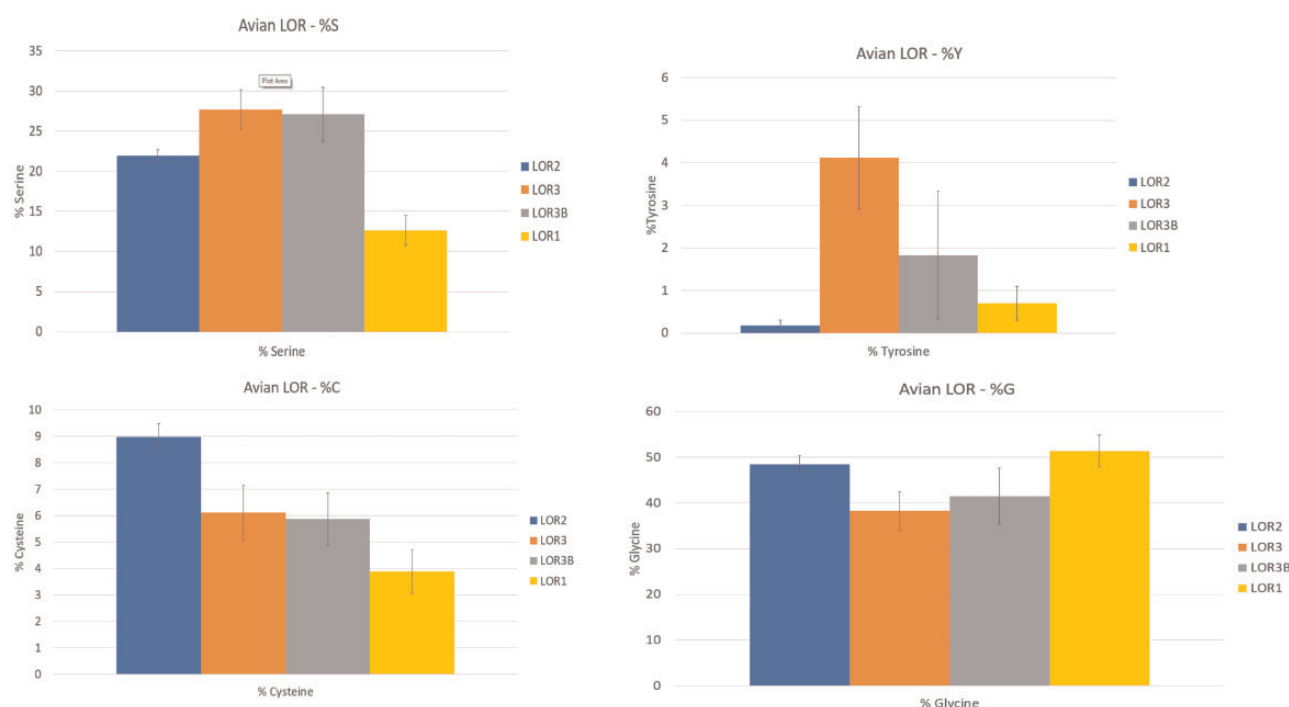 Avian LOR - %S
35
30
25
20
15
10
5
0
% Serine
Plot Area
% Serine
LOR2
LOR3
LOR3B
LOR1
Avian LOR - %Y
6
5
4
3
2
1
0
%Tyrosine
% Tyrosine
LOR2
LOR3
LOR3B
LOR1
Avian LOR - %C
10
9
8
7
6
5
4
3
2
1
0
% Cysteine
% Cysteine
LOR2
LOR3
LOR3B
LOR1
Avian LOR - %G
60
50
40
30
20
10
0
% Glycine
% Glycine
LOR2
LOR3
LOR3B
LOR1